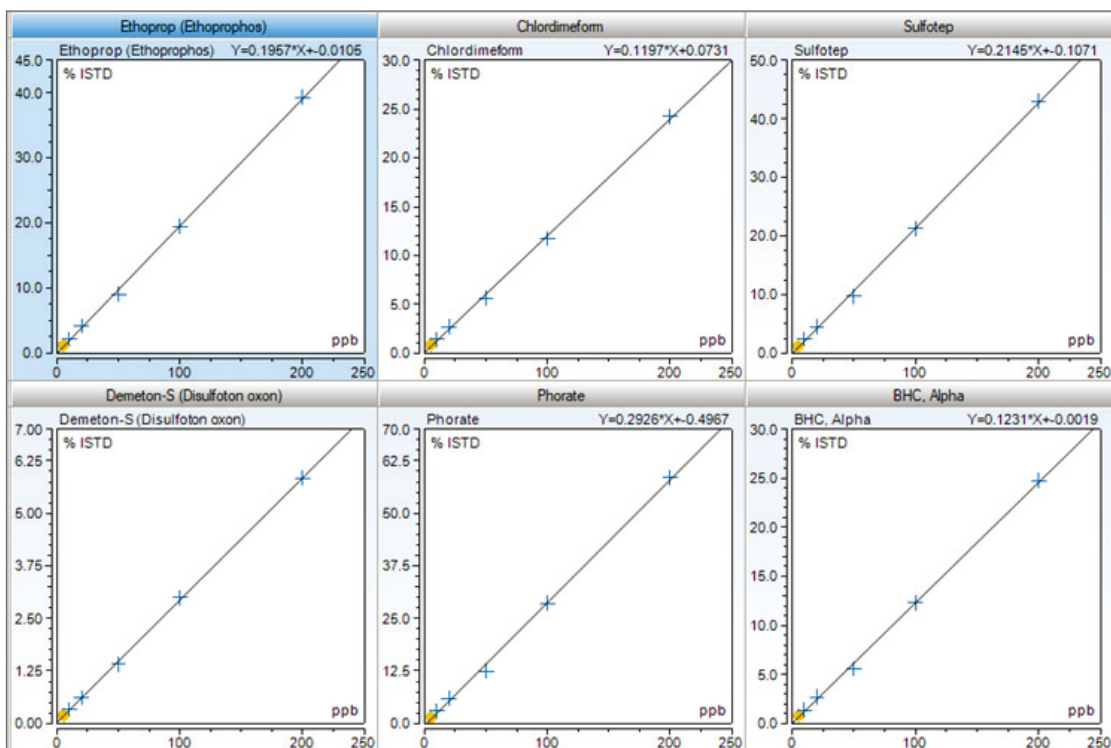 Ethoprop (Ethoprophos)
Ethoprop (Ethoprophos) Y=0.1957*X+-0.0105
% ISTD
45.0
40.0
30.0
20.0
10.0
0.0
ppb
0 100 200 250
Chlordimeform
Chlordimeform Y=0.1197*X+0.0731
% ISTD
30.0
25.0
20.0
15.0
10.0
5.0
0.0
ppb
0 100 200 250
Sulfotep
Sulfotep Y=0.2145*X+-0.1071
% ISTD
50.0
40.0
30.0
20.0
10.0
0.0
ppb
0 100 200 250
Demeton-S (Disulfoton oxon)
Demeton-S (Disulfoton oxon)
% ISTD
7.00
6.25
5.00
3.75
2.50
1.25
0.00
ppb
0 100 200 250
Phorate
Phorate Y=0.2926*X+-0.4967
% ISTD
70.0
62.5
50.0
37.5
25.0
12.5
0.0
ppb
0 100 200 250
BHC, Alpha
BHC, Alpha Y=0.1231*X+-0.0019
% ISTD
30.0
25.0
20.0
15.0
10.0
5.0
0.0
ppb
0 100 200 250